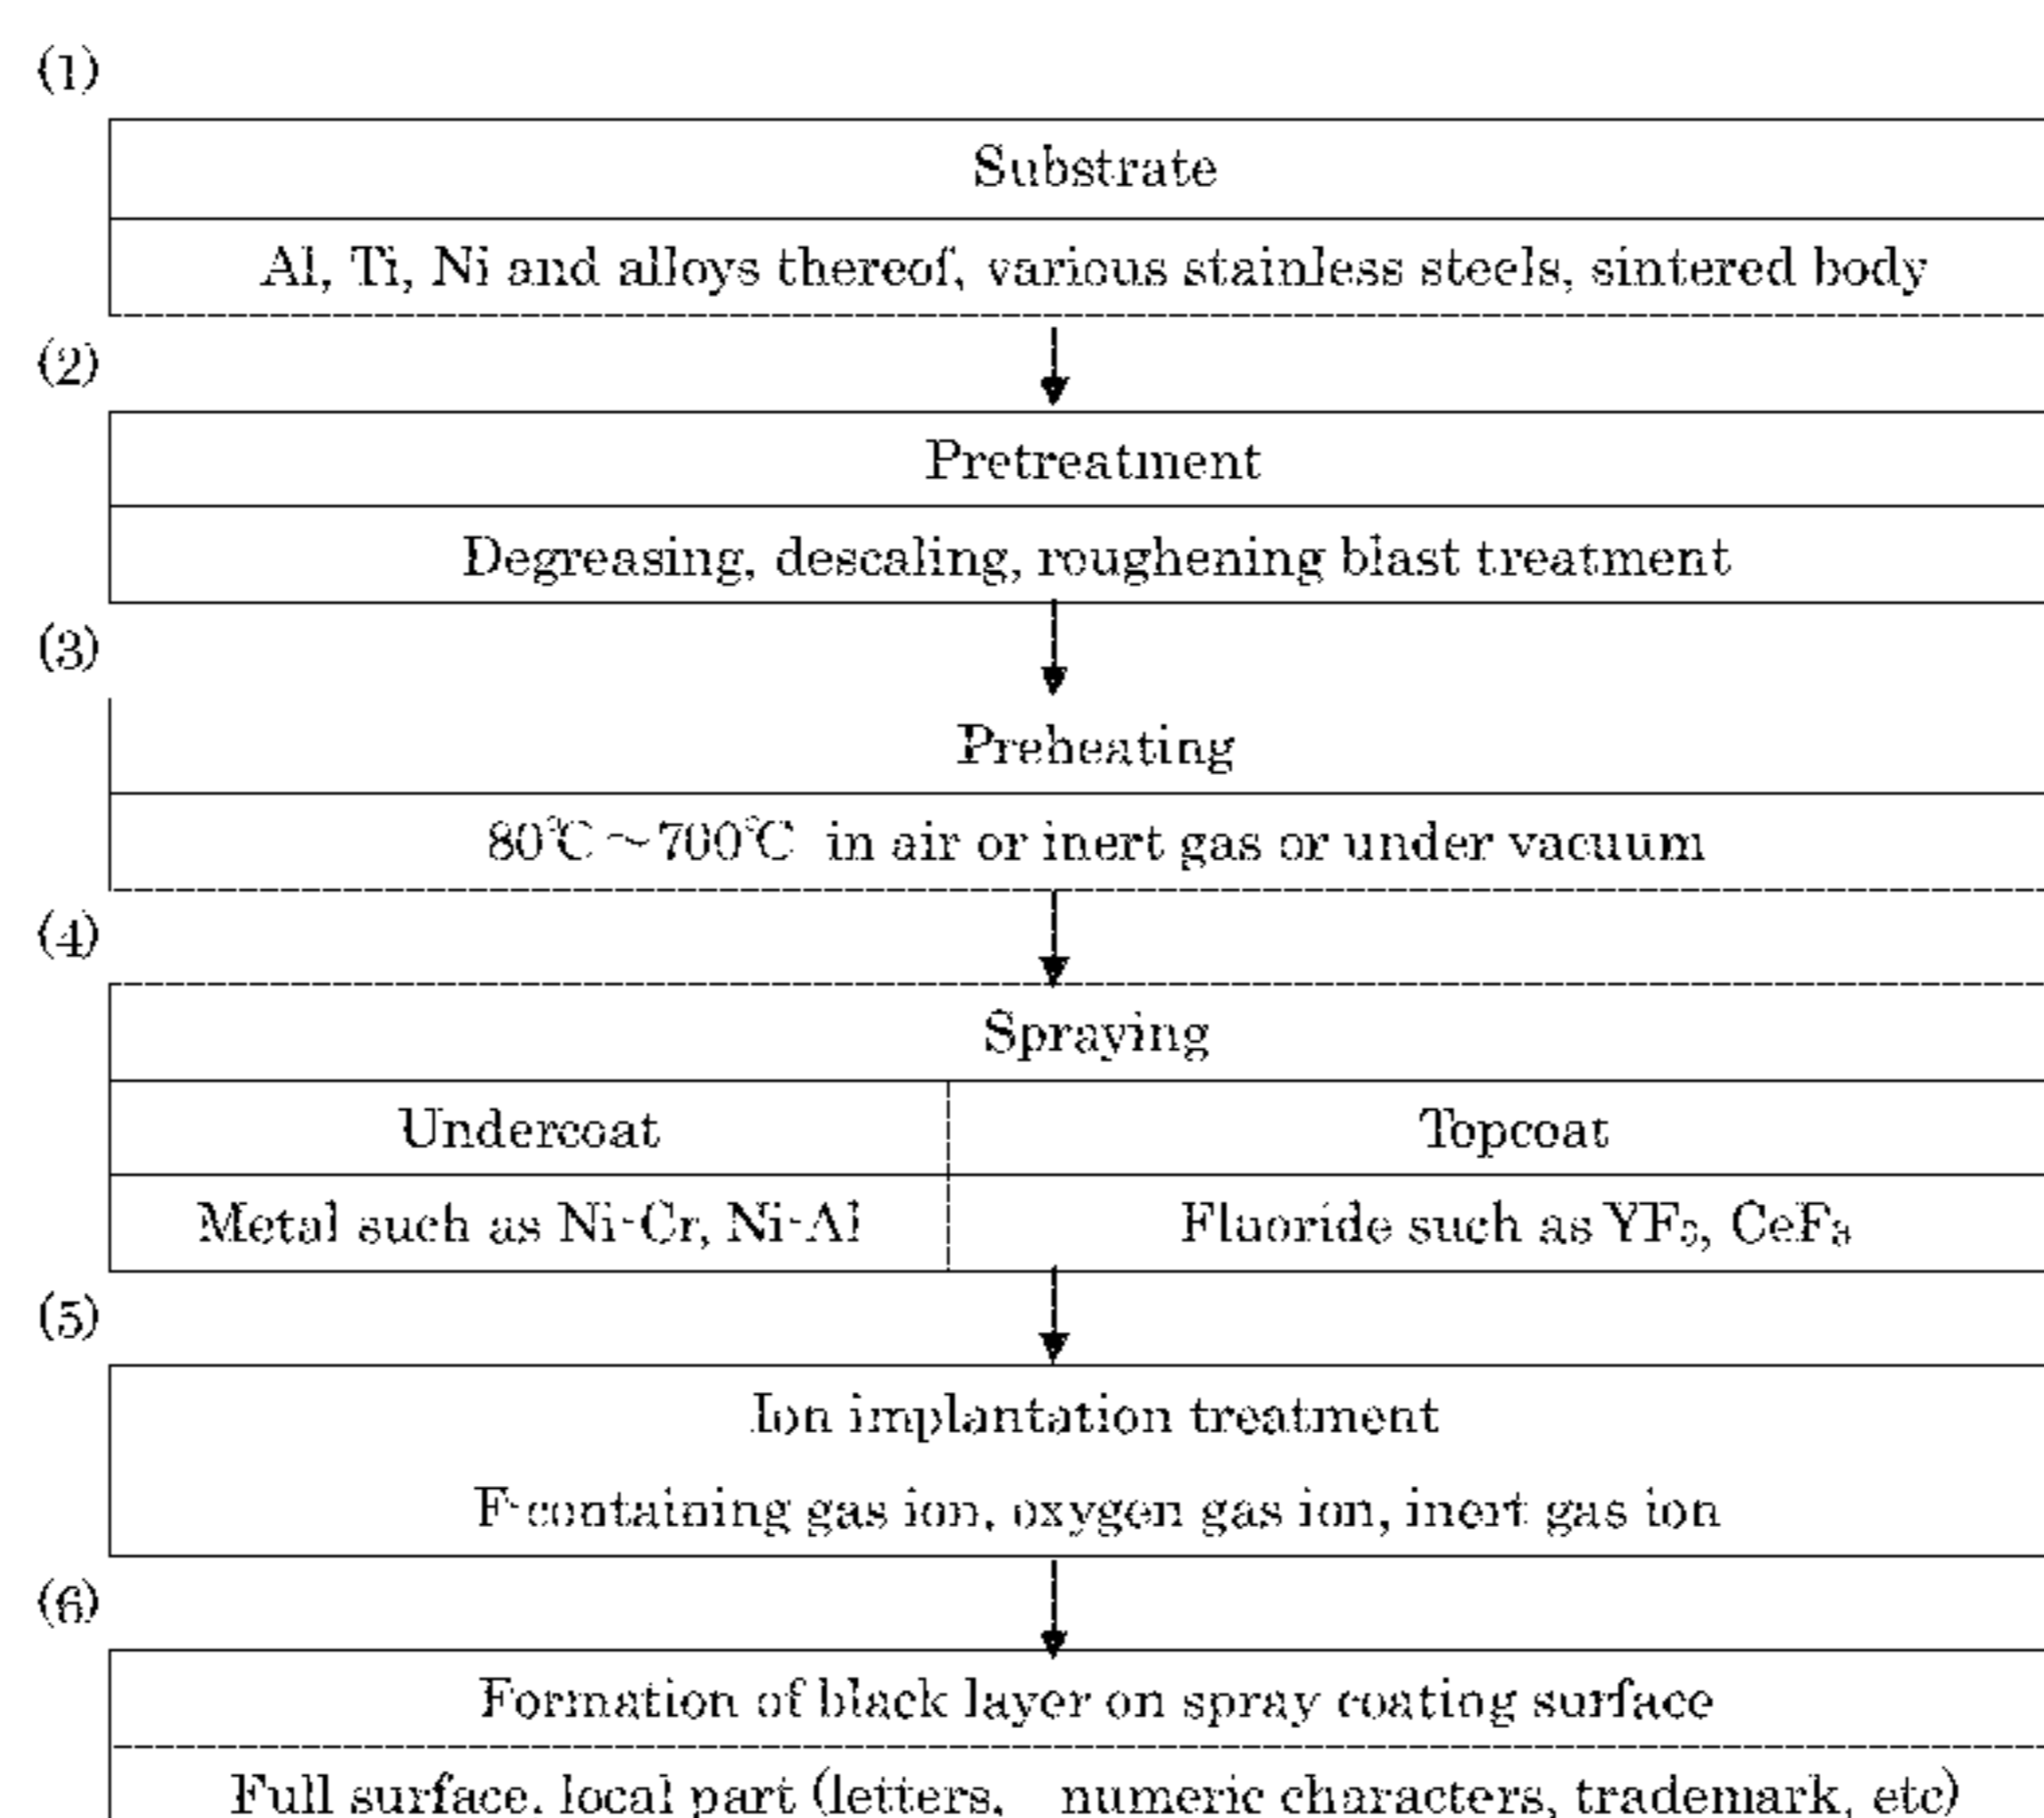 (1)
Substrate
Al, Ti, Ni and alloys thereof, various stainless steels, sintered body
(2)
Pretreatment
Degreasing, descaling, roughening blast treatment
(3)
Preheating
80℃~700℃ in air or inert gas or under vacuum
(4)
Spraying
Undercoat Topcoat
Metal such as Ni-Cr, Ni-Al Fluoride such as YF₃, CeF₃
(5)
Ion implantation treatment
F-containing gas ion, oxygen gas ion, inert gas ion
(6)
Formation of black layer on spray coating surface
Full surface, local part (letters, numeric characters, trademark, etc)